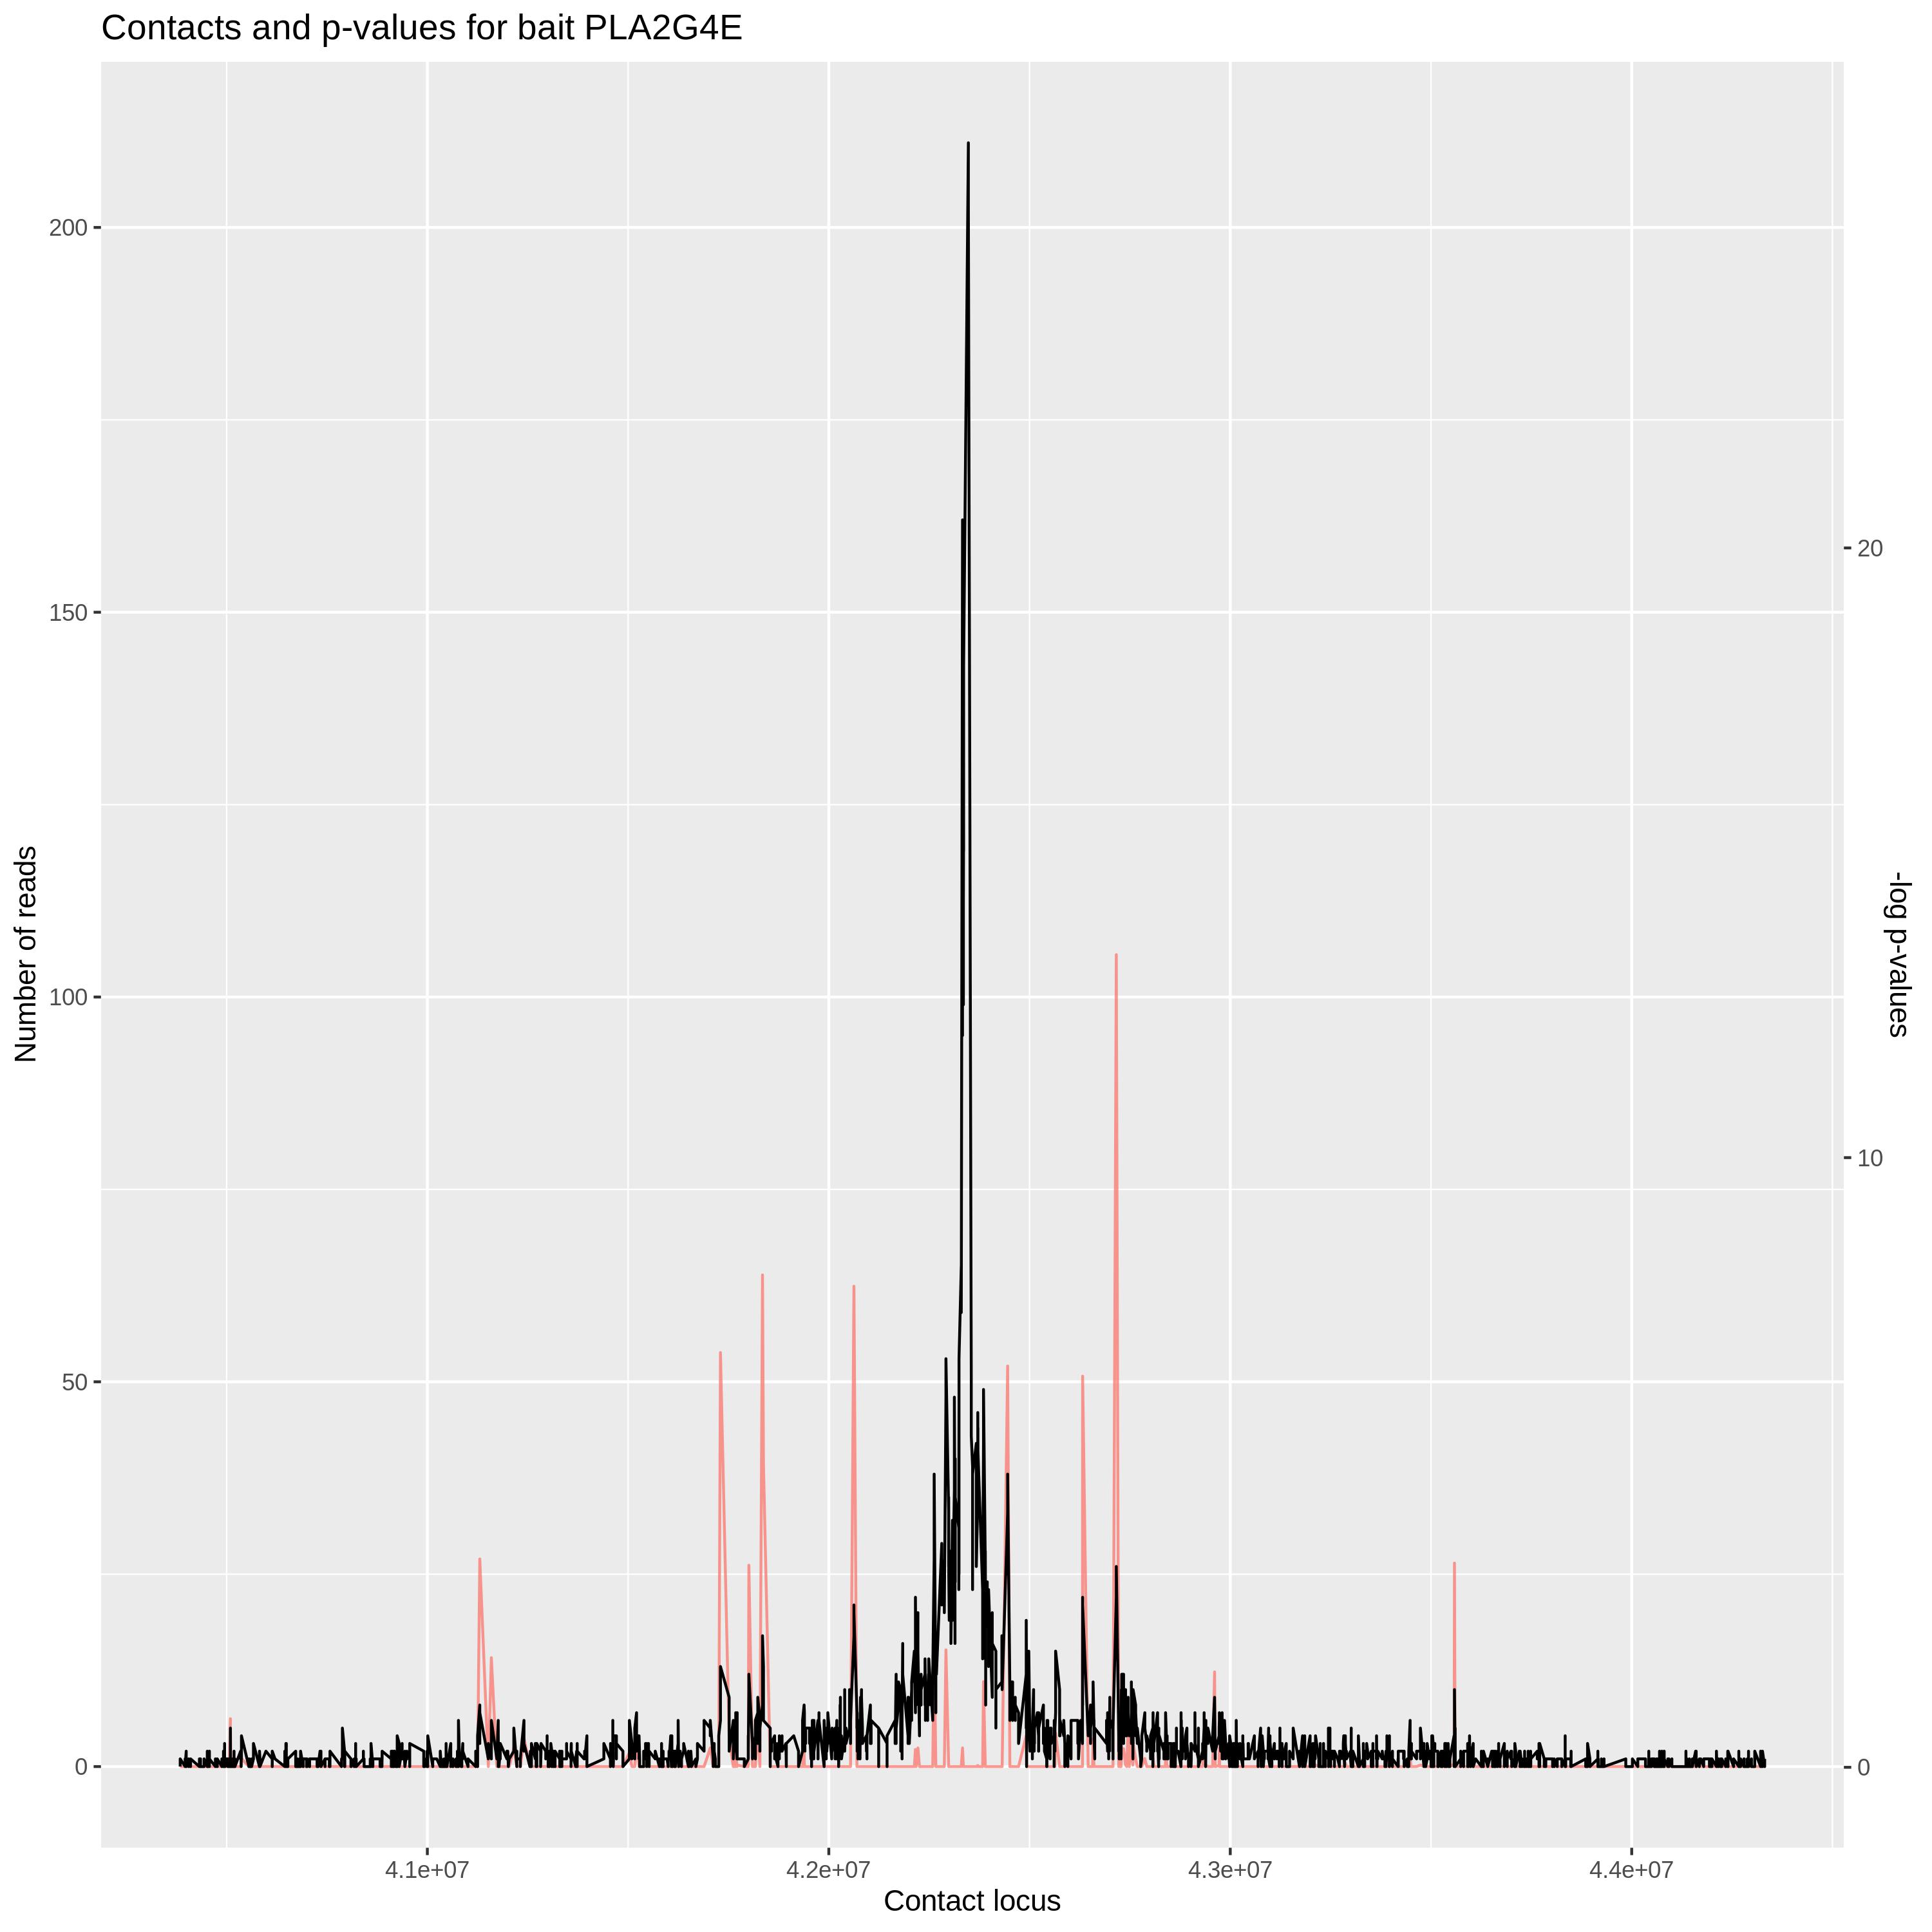 Contacts and p-values for bait PLA2G4E
200
150
100
50
0
Number of reads
20
10
0
-log p-values
4.1e+07
4.2e+07
4.3e+07
4.4e+07
Contact locus